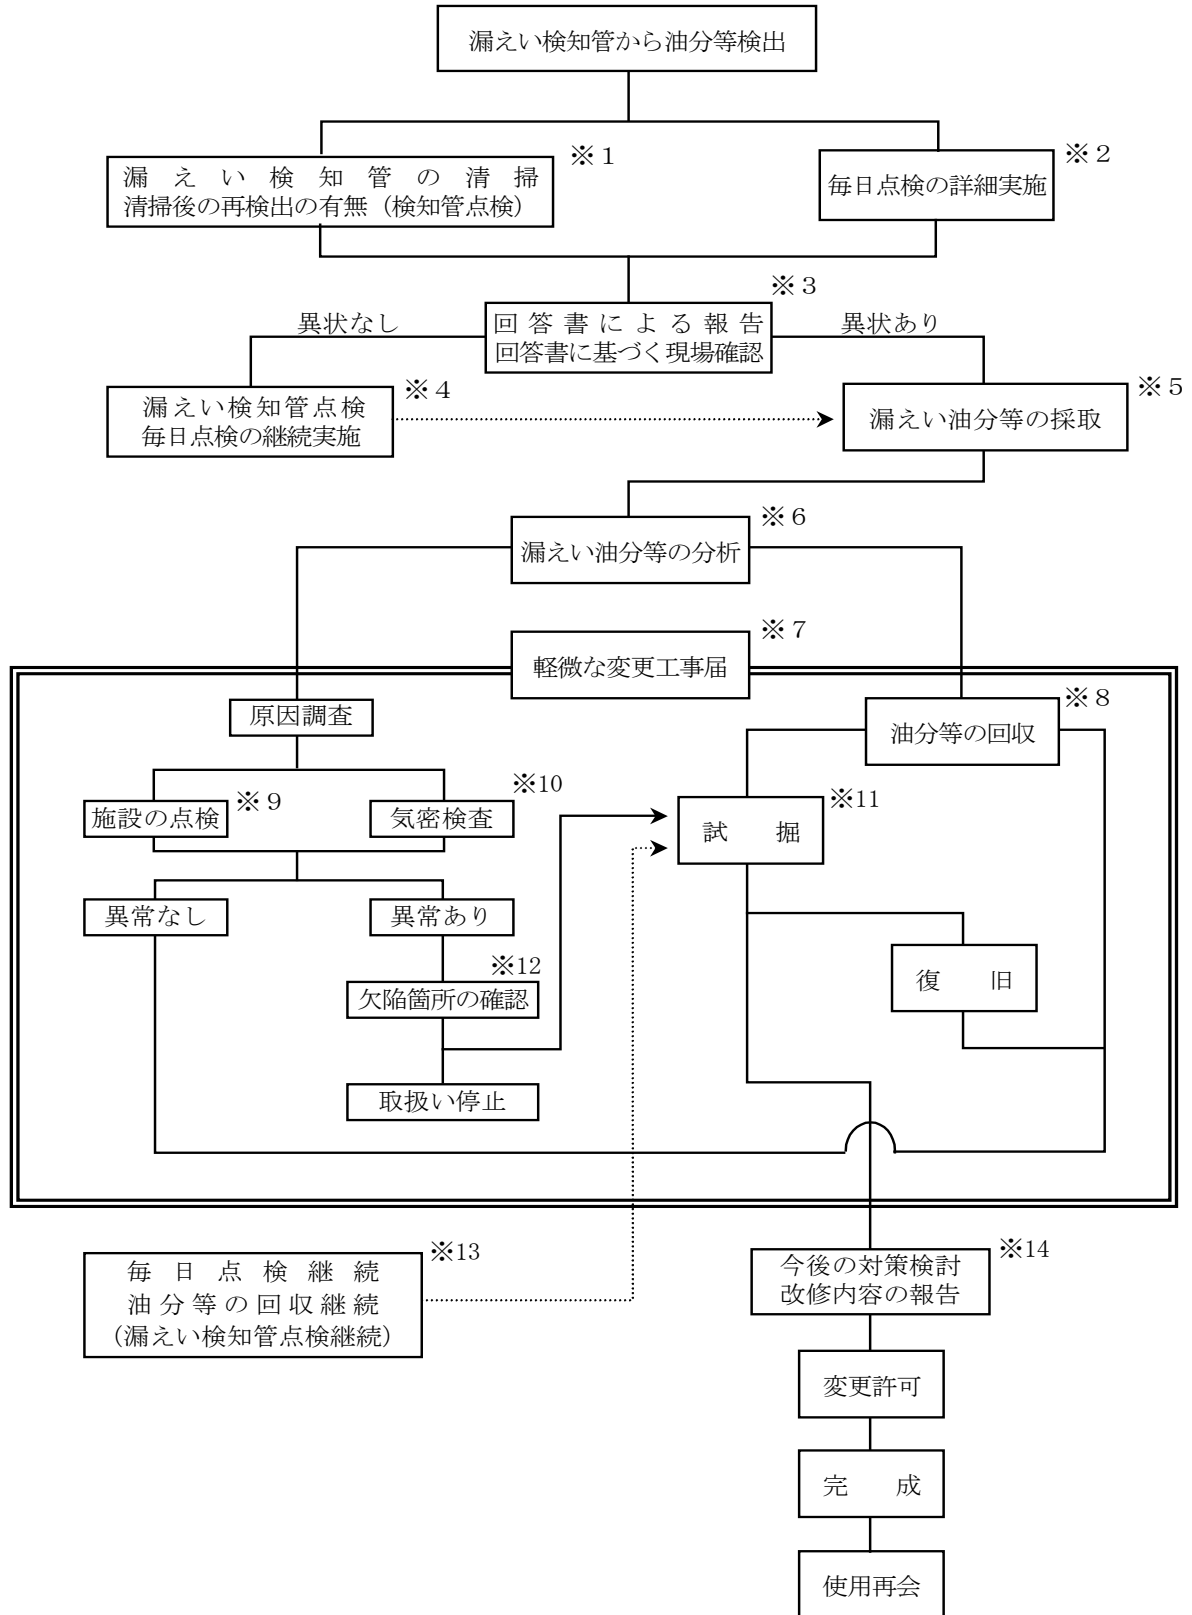 漏えい検知管から油分等検出
※１
※２
漏えい検知管の清掃
清掃後の再検出の有無（検知管点検）
毎日点検の詳細実施
※３
異状なし
回答書による報告
回答書に基づく現場確認
異状あり
※４
※５
漏えい検知管点検
毎日点検の継続実施
漏えい油分等の採取
※６
漏えい油分等の分析
※７
軽微な変更工事届
※８
原因調査
油分等の回収
※９
※10
※11
施設の点検
気密検査
試　掘
異常なし
異常あり
※12
欠陥箇所の確認
復　旧
取扱い停止
※13
※14
毎日点検継続
油分等の回収継続
（漏えい検知管点検継続）
今後の対策検討
改修内容の報告
変更許可
完　成
使用再会